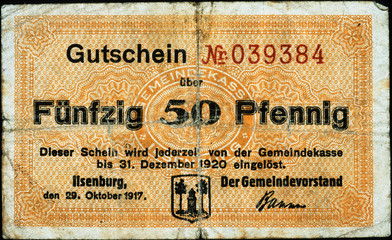 Gutschein № 039384
GEMEINDEKASSE
über
Fünfzig 50 Pfennig
Dieser Schein wird jederzeit von der Gemeindekasse
bis 31. Dezember 1920 eingelöst.
Ilsenburg, Der Gemeindevorstand
den 29. Oktober 1917.